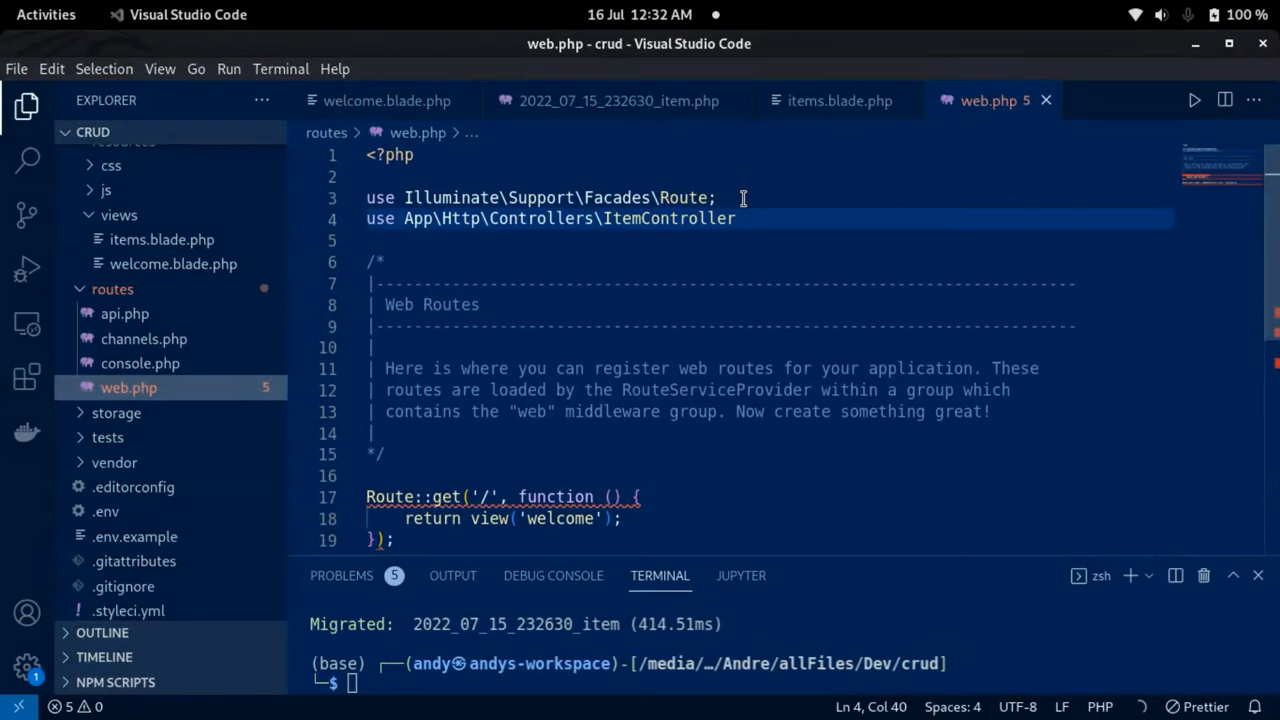 Activities
Visual Studio Code
16 Jul 12:32 AM
100 %
web.php - crud - Visual Studio Code
File Edit Selection View Go Run Terminal Help
EXPLORER
welcome.blade.php
2022_07_15_232630_item.php
items.blade.php
web.php 5
CRUD
routes > web.php > ...
resources
css
js
views
items.blade.php
welcome.blade.php
routes
api.php
channels.php
console.php
web.php 5
storage
tests
vendor
.editorconfig
.env
.env.example
.gitattributes
.gitignore
.styleci.yml
OUTLINE
TIMELINE
NPM SCRIPTS
1 <?php
2
3 use Illuminate\Support\Facades\Route;
4 use App\Http\Controllers\ItemController
5
6 /*
7 |--------------------------------------------------------------------------
8 | Web Routes
9 |--------------------------------------------------------------------------
10 |
11 | Here is where you can register web routes for your application. These
12 | routes are loaded by the RouteServiceProvider within a group which
13 | contains the "web" middleware group. Now create something great!
14 |
15 */
16
17 Route::get('/', function () {
18 return view('welcome');
19 });
PROBLEMS 5 OUTPUT DEBUG CONSOLE TERMINAL JUPYTER
zsh
Migrated: 2022_07_15_232630_item (414.51ms)
(base) ┌──(andy㉿andys-workspace)-[/media/…/Andre/allFiles/Dev/crud]
└─$
1
5 0
Ln 4, Col 40 Spaces: 4 UTF-8 LF PHP Prettier